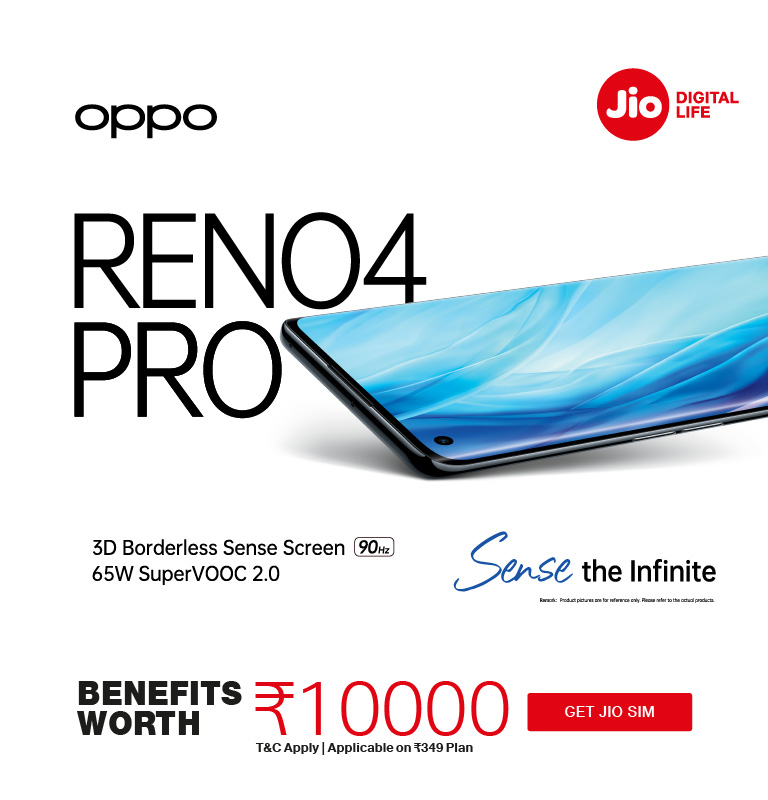 oppo
Jio
DIGITAL
LIFE
RENO4
PRO
3D Borderless Sense Screen 90Hz
65W SuperVOOC 2.0
Sense the Infinite
Remark: Product pictures are for reference only. Please refer to the actual products.
BENEFITS
WORTH
₹10000
GET JIO SIM
T&C Apply | Applicable on ₹349 Plan